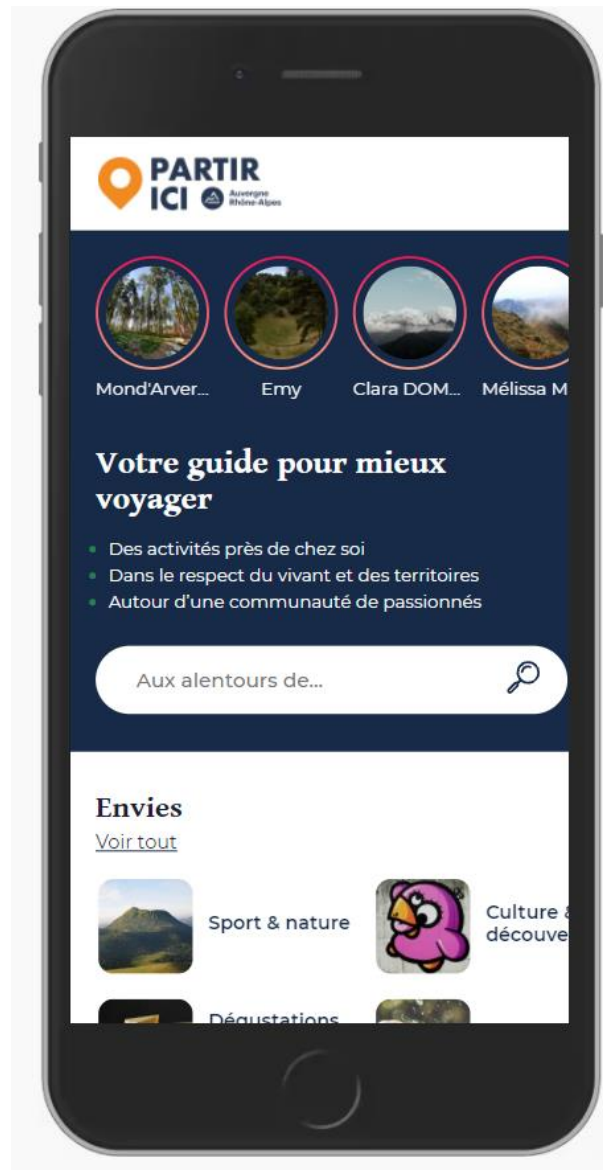 PARTIR
ICI
Auvergne
Rhône-Alpes
Mond'Arver...
Emy
Clara DOM...
Mélissa M
Votre guide pour mieux
voyager
Des activités près de chez soi
Dans le respect du vivant et des territoires
Autour d'une communauté de passionnés
Aux alentours de...
Envies
Voir tout
Sport & nature
Culture &
découve
Dégustations